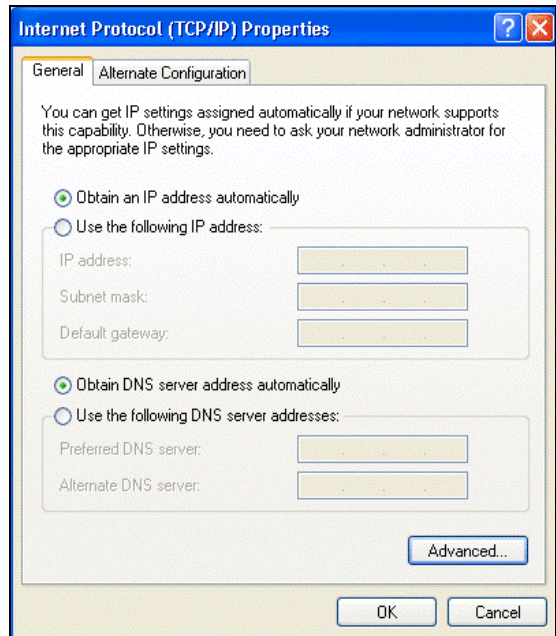 Internet Protocol (TCP/IP) Properties
General
Alternate Configuration
You can get IP settings assigned automatically if your network supports
this capability. Otherwise, you need to ask your network administrator for
the appropriate IP settings.
Obtain an IP address automatically
Use the following IP address:
IP address:
Subnet mask:
Default gateway:
Obtain DNS server address automatically
Use the following DNS server addresses:
Preferred DNS server:
Alternate DNS server:
Advanced...
OK
Cancel